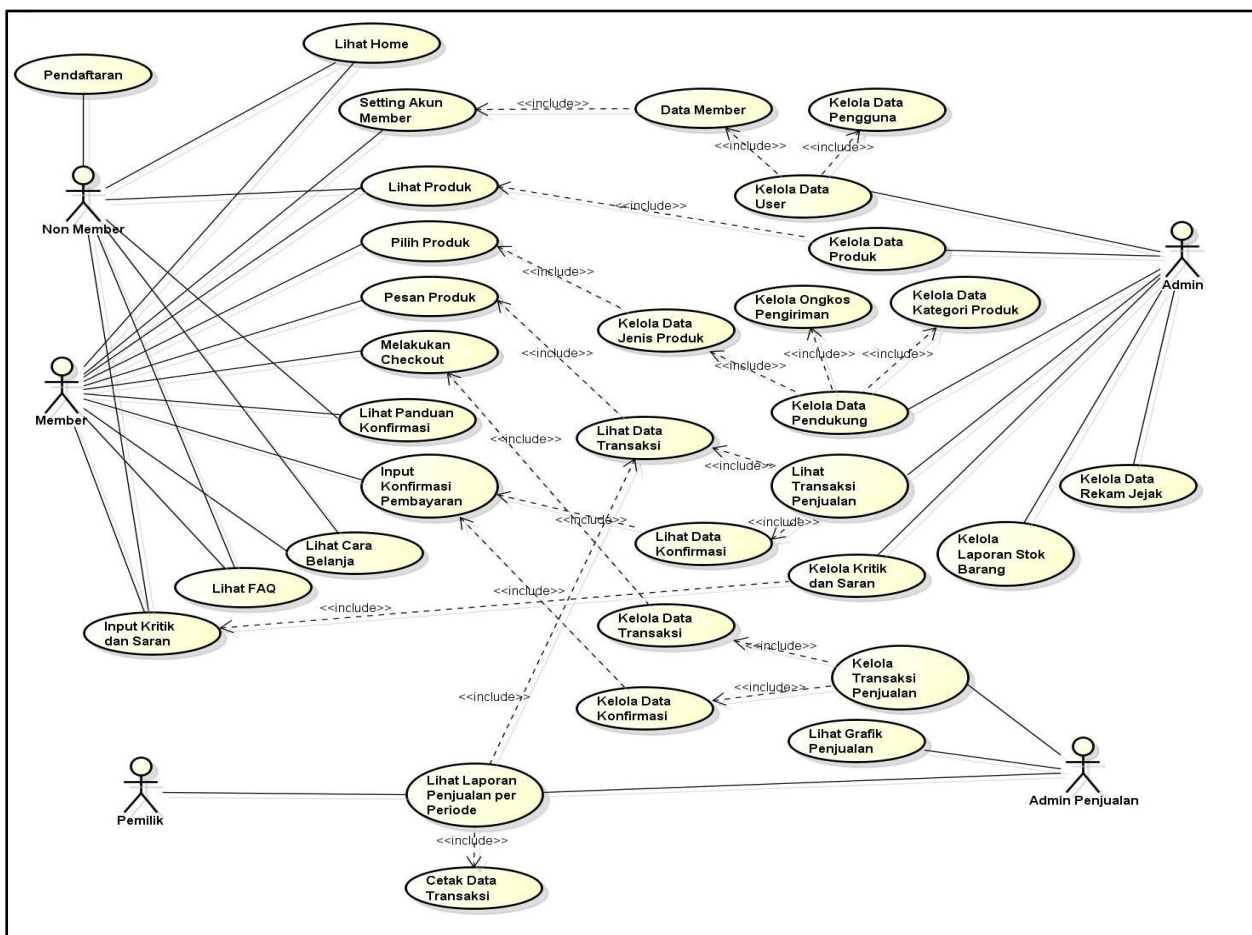 Lihat Home
Pendaftaran
Setting Akun
Member
<<include>>
Data Member
Kelola Data
Pengguna
<<include>>
<<include>>
Non Member
Lihat Produk
<<include>>
Kelola Data
User
Pilih Produk
Kelola Data
Produk
Admin
<<include>>
Pesan Produk
Kelola Ongkos
Pengiriman
Kelola Data
Kategori Produk
Kelola Data
Jenis Produk
Melakukan
Checkout
<<include>>
<<include>>
<<include>>
<<include>>
Member
Lihat Panduan
Konfirmasi
Kelola Data
Pendukung
Lihat Data
Transaksi
<<include>>
<<include>>
Input
Konfirmasi
Pembayaran
Lihat
Transaksi
Penjualan
Kelola Data
Rekam Jejak
<<include>>
<<include>>
Lihat Data
Konfirmasi
Lihat Cara
Belanja
Kelola
Laporan Stok
Barang
Lihat FAQ
Kelola Kritik
dan Saran
<<include>>
Input Kritik
dan Saran
Kelola Data
Transaksi
<<include>>
Kelola
Transaksi
Penjualan
<<include>>
<<include>>
Kelola Data
Konfirmasi
Lihat Grafik
Penjualan
Lihat Laporan
Penjualan per
Periode
Pemilik
Admin Penjualan
<<include>>
Cetak Data
Transaksi